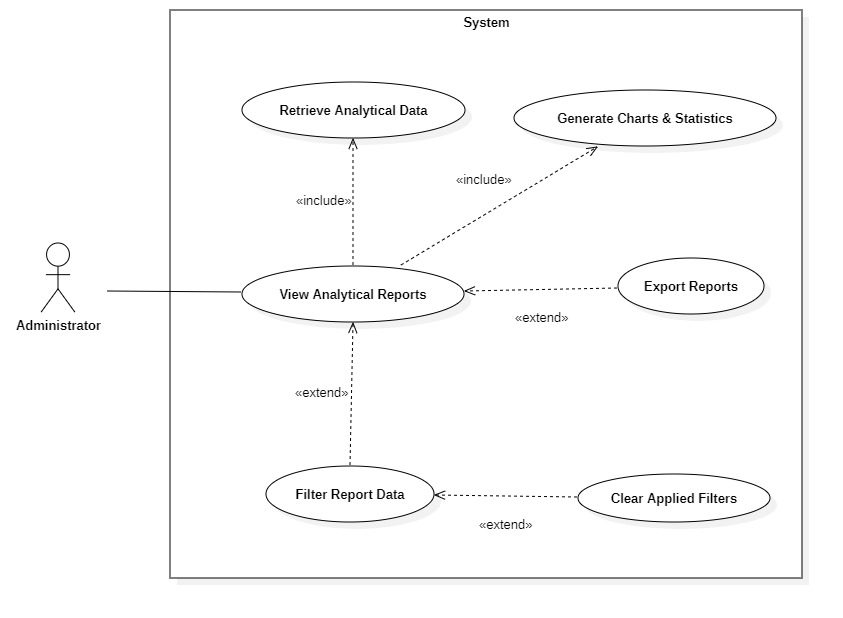 System
Retrieve Analytical Data
Generate Charts & Statistics
«include»
«include»
View Analytical Reports
Export Reports
«extend»
Administrator
«extend»
Filter Report Data
Clear Applied Filters
«extend»